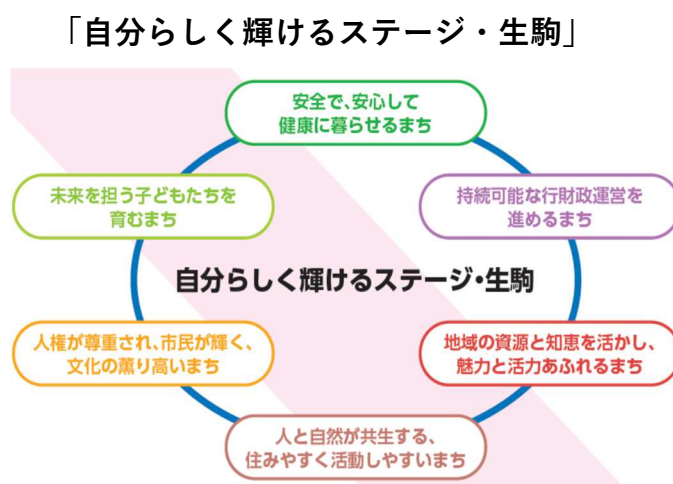 「自分らしく輝けるステージ・生駒」
安全で、安心して
健康に暮らせるまち
未来を担う子どもたちを
育むまち
持続可能な行財政運営を
進めるまち
自分らしく輝けるステージ・生駒
人権が尊重され、市民が輝く、
文化の薫り高いまち
地域の資源と知恵を活かし、
魅力と活力あふれるまち
人と自然が共生する、
住みやすく活動しやすいまち